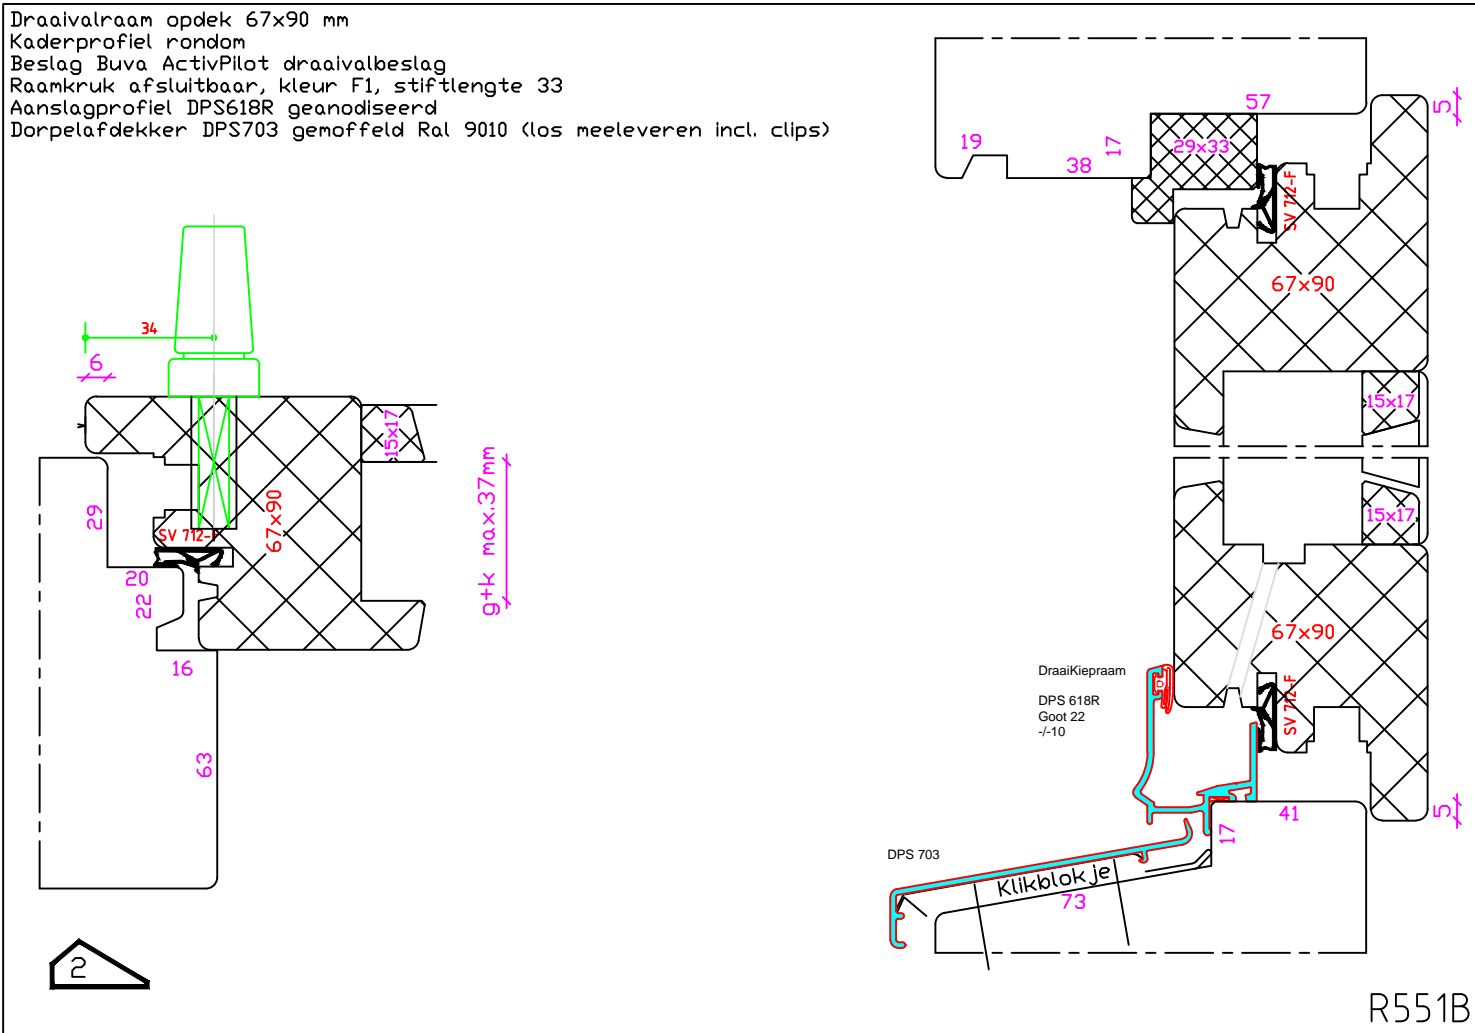 Draaivalraam opdek 67x90 mm
Kaderprofiel rondom
Beslag Buva ActivPilot draaivalbeslag
Raamkruk afsluitbaar, kleur F1, stiftlengte 33
Aanslagprofiel DPS618R geanodiseerd
Dorpelafdekker DPS703 gemoffeld Ral 9010 (los meeleveren incl. clips)
34
6
15x17
29
SV 712-F
67x90
20
22
16
63
g+k max.37mm
2
57
5
19
17
38
29x33
SV 712-F
67x90
15x17
15x17
67x90
SV 712-F
DraaiKiepraam
DPS 618R
Goot 22
-/-10
5
41
17
DPS 703
Klikblokje
73
R551B